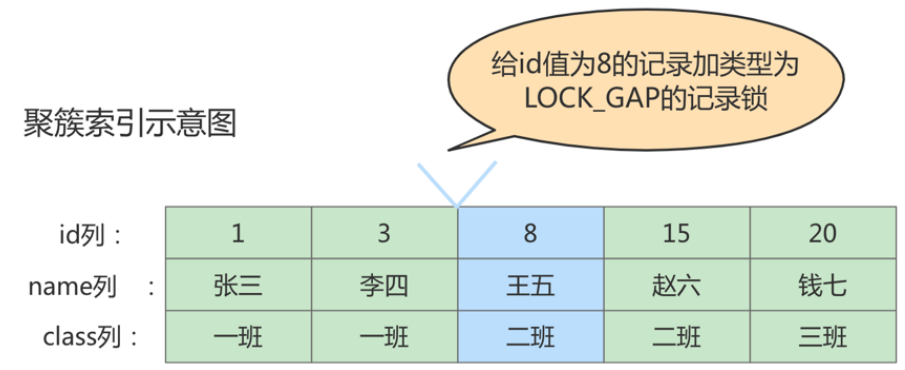 给id值为8的记录加类型为
LOCK_GAP的记录锁
聚簇索引示意图
id列： 1 3 8 15 20
name列 ： 张三 李四 王五 赵六 钱七
class列： 一班 一班 二班 二班 三班